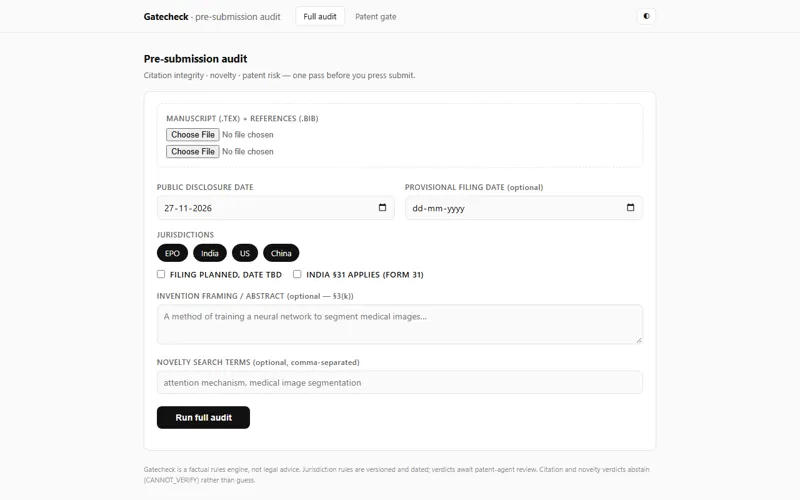 Gatecheck · pre-submission audit Full audit Patent gate
Pre-submission audit
Citation integrity · novelty · patent risk — one pass before you press submit.
MANUSCRIPT (.TEX) + REFERENCES (.BIB)
Choose File No file chosen
Choose File No file chosen
PUBLIC DISCLOSURE DATE PROVISIONAL FILING DATE (optional)
27-11-2026 dd-mm-yyyy
JURISDICTIONS
EPO India US China
FILING PLANNED, DATE TBD INDIA §31 APPLIES (FORM 31)
INVENTION FRAMING / ABSTRACT (optional — §3(k))
A method of training a neural network to segment medical images...
NOVELTY SEARCH TERMS (optional, comma-separated)
attention mechanism, medical image segmentation
Run full audit
Gatecheck is a factual rules engine, not legal advice. Jurisdiction rules are versioned and dated; verdicts await patent-agent review. Citation and novelty verdicts abstain
(CANNOT_VERIFY) rather than guess.